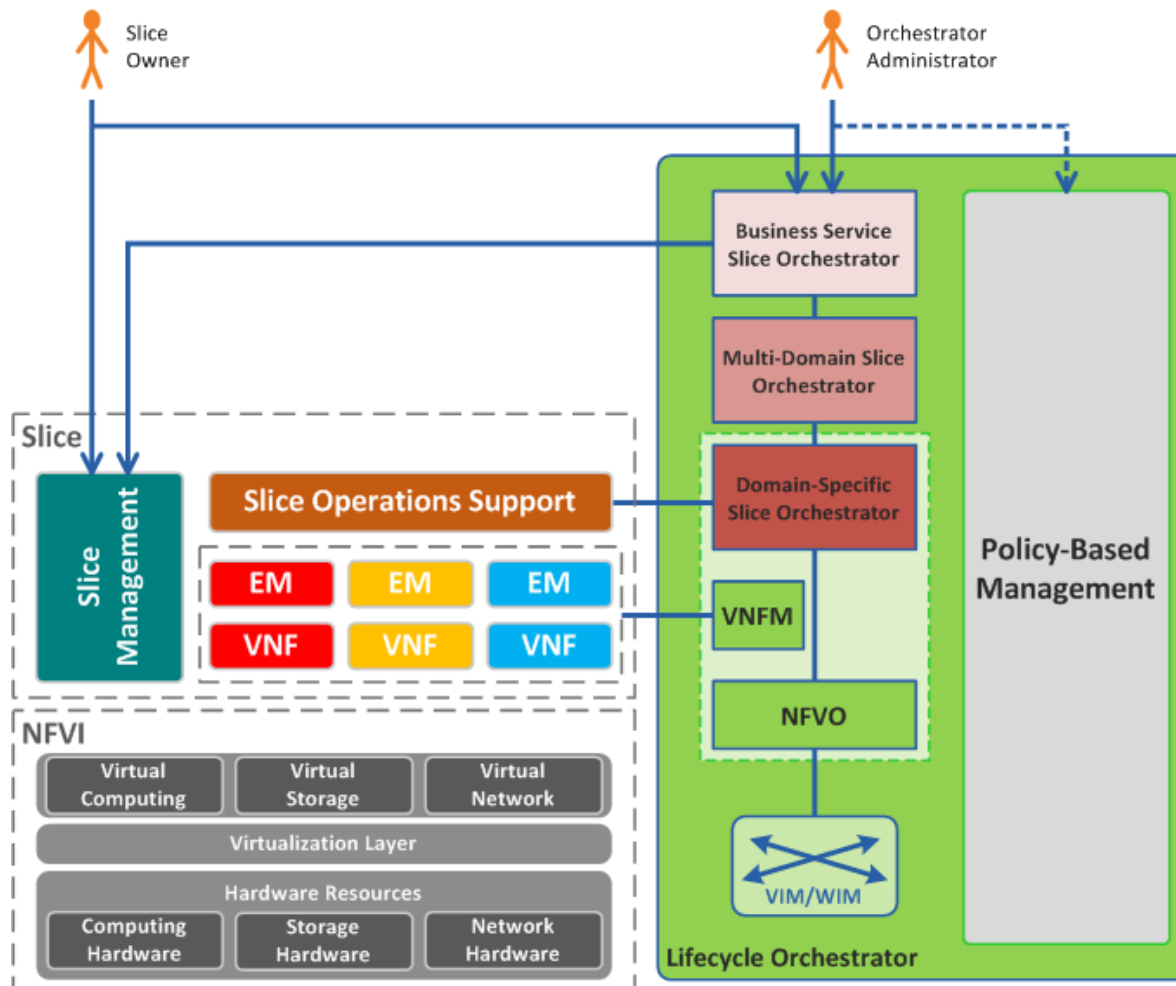 Slice
Owner
Orchestrator
Administrator
Business Service
Slice Orchestrator
Multi-Domain Slice
Orchestrator
Slice
Slice
Management
Slice Operations Support
Domain-Specific
Slice Orchestrator
Policy-Based
Management
EM
EM
EM
VNFM
VNF
VNF
VNF
NFVO
NFVI
Virtual
Computing
Virtual
Storage
Virtual
Network
Virtualization Layer
Hardware Resources
Computing
Hardware
Storage
Hardware
Network
Hardware
VIM/WIM
Lifecycle Orchestrator